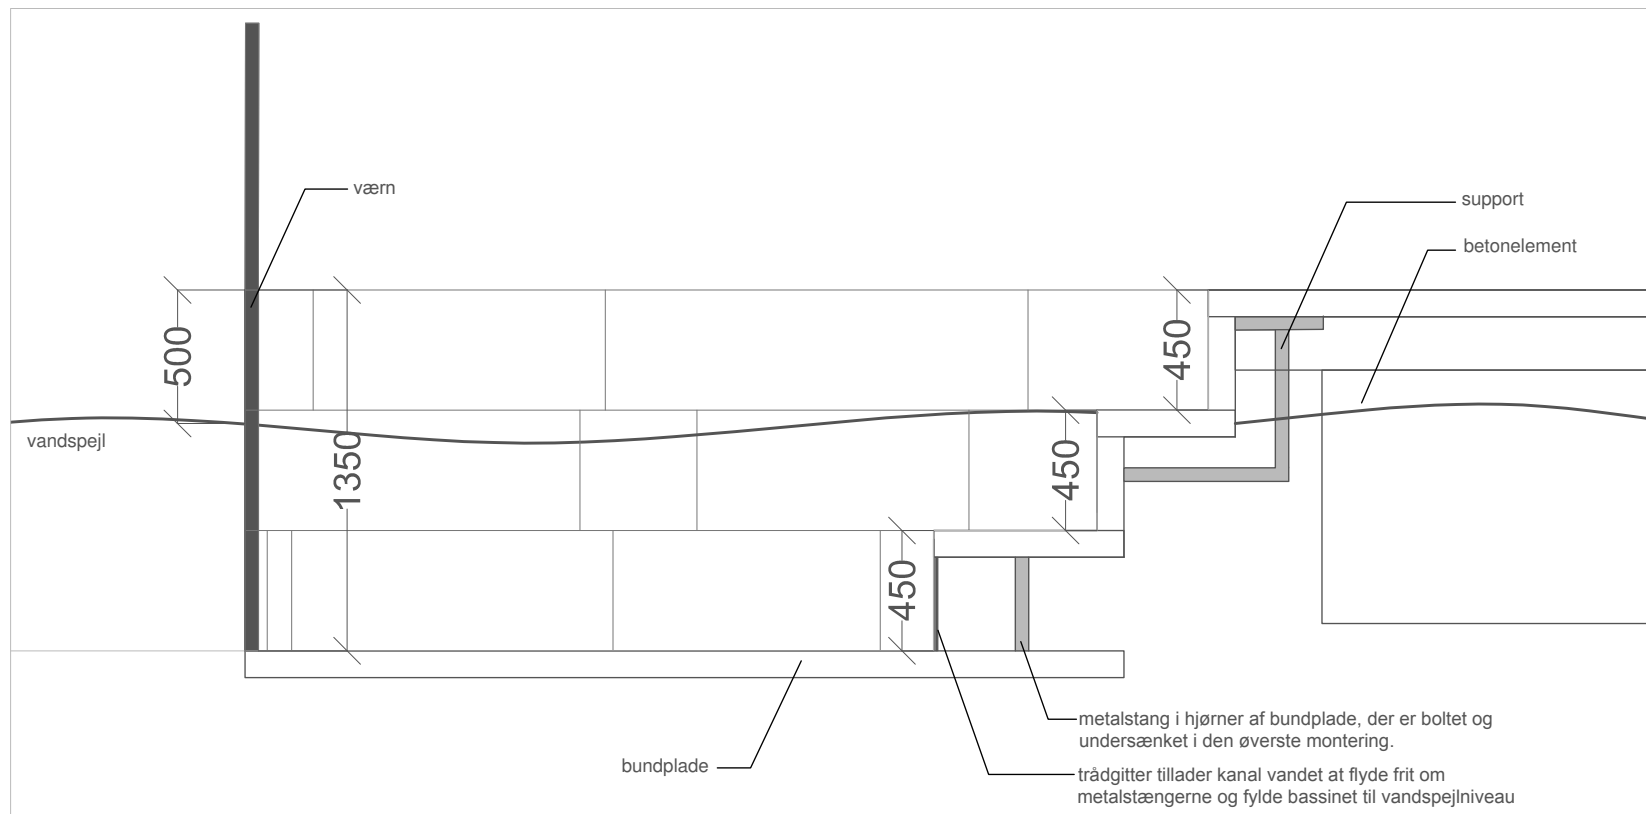 værn
support
betonelement
500
450
vandspejl
1350
450
450
metalstang i hjørner af bundplade, der er boltet og
undersænket i den øverste montering.
bundplade
trådgitter tillader kanal vandet at flyde frit om
metalstængerne og fylde bassinet til vandspejlniveau